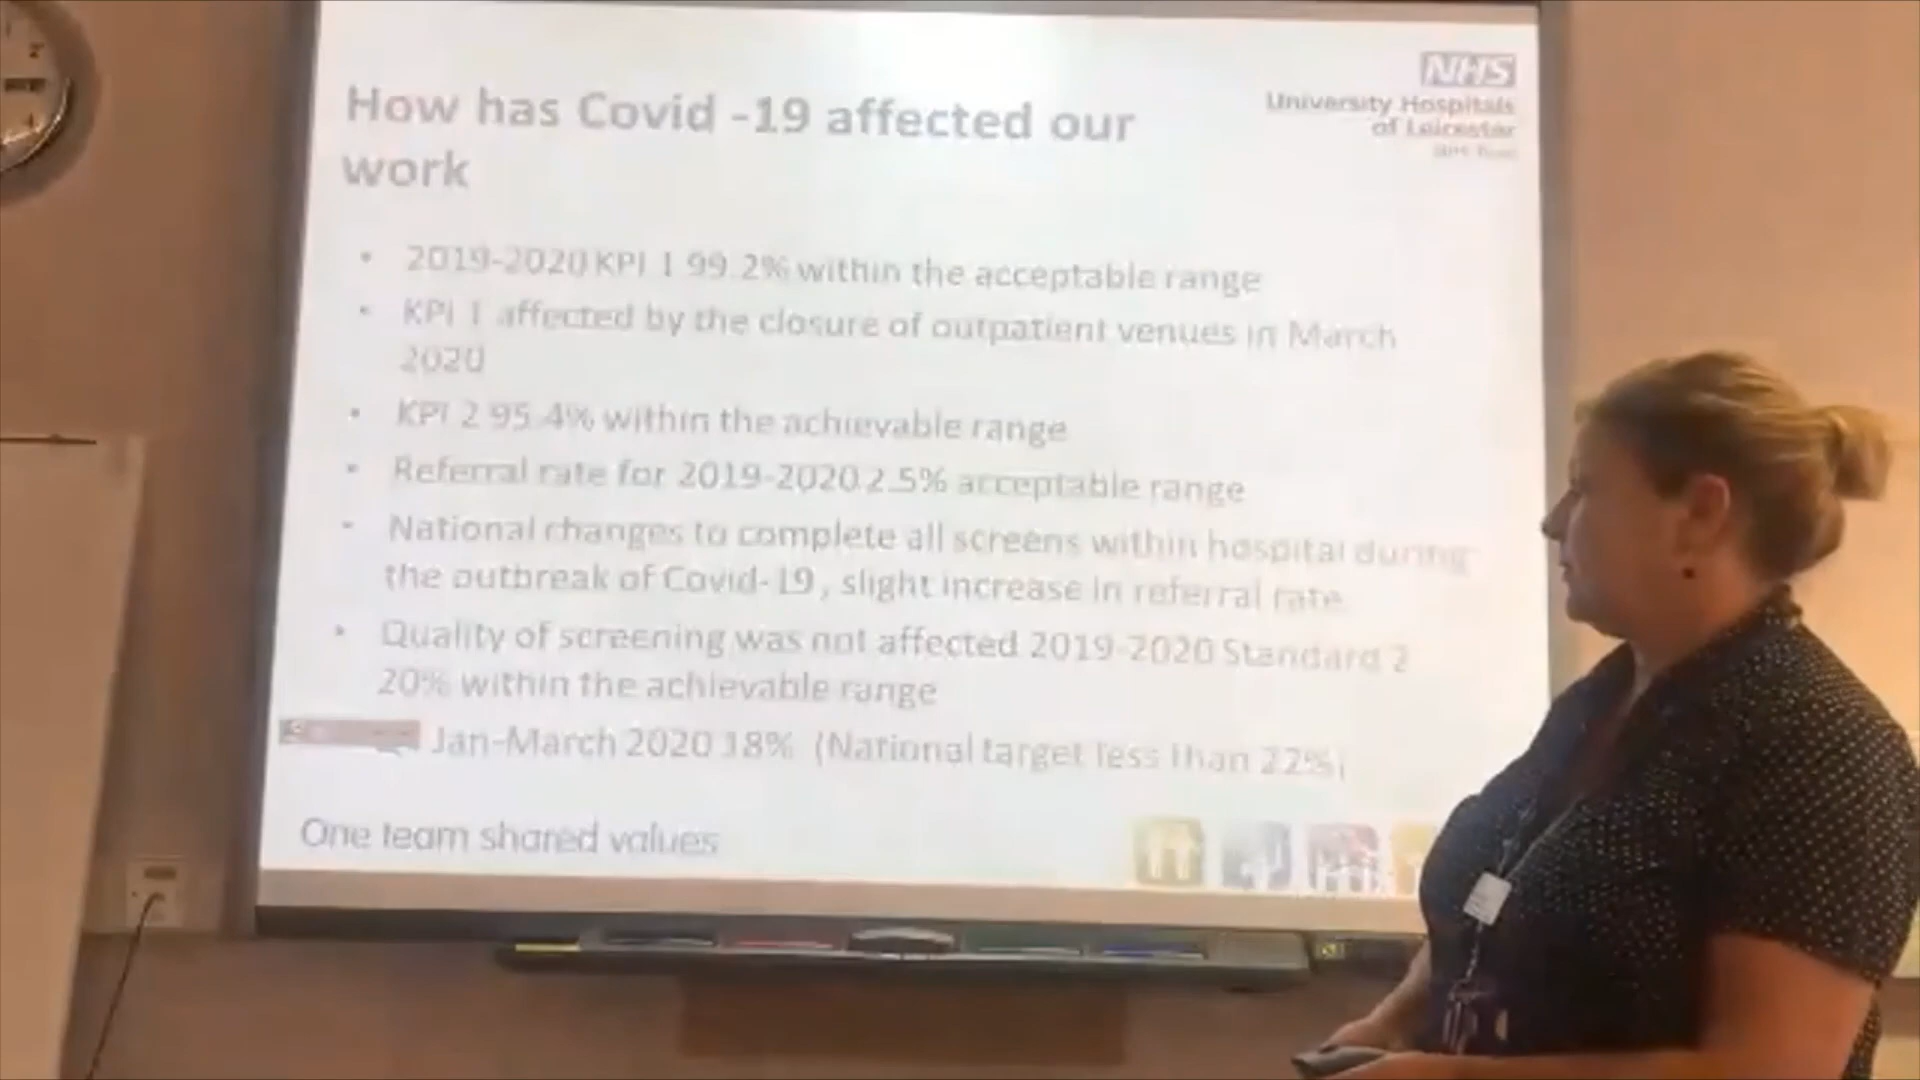 NHS
University Hospitals
of Leicester
NHS Trust
How has Covid -19 affected our
work
• 2019-2020 KPI 1 99.2% within the acceptable range
• KPI 1 affected by the closure of outpatient venues in March
2020
• KPI 2 95.4% within the achievable range
• Referral rate for 2019-2020 2.5% acceptable range
• National changes to complete all screens within hospital during
the outbreak of Covid-19, slight increase in referral rate
• Quality of screening was not affected 2019-2020 Standard 2
20% within the achievable range
Jan-March 2020 18% (National target less than 22%)
One team shared values
2
4